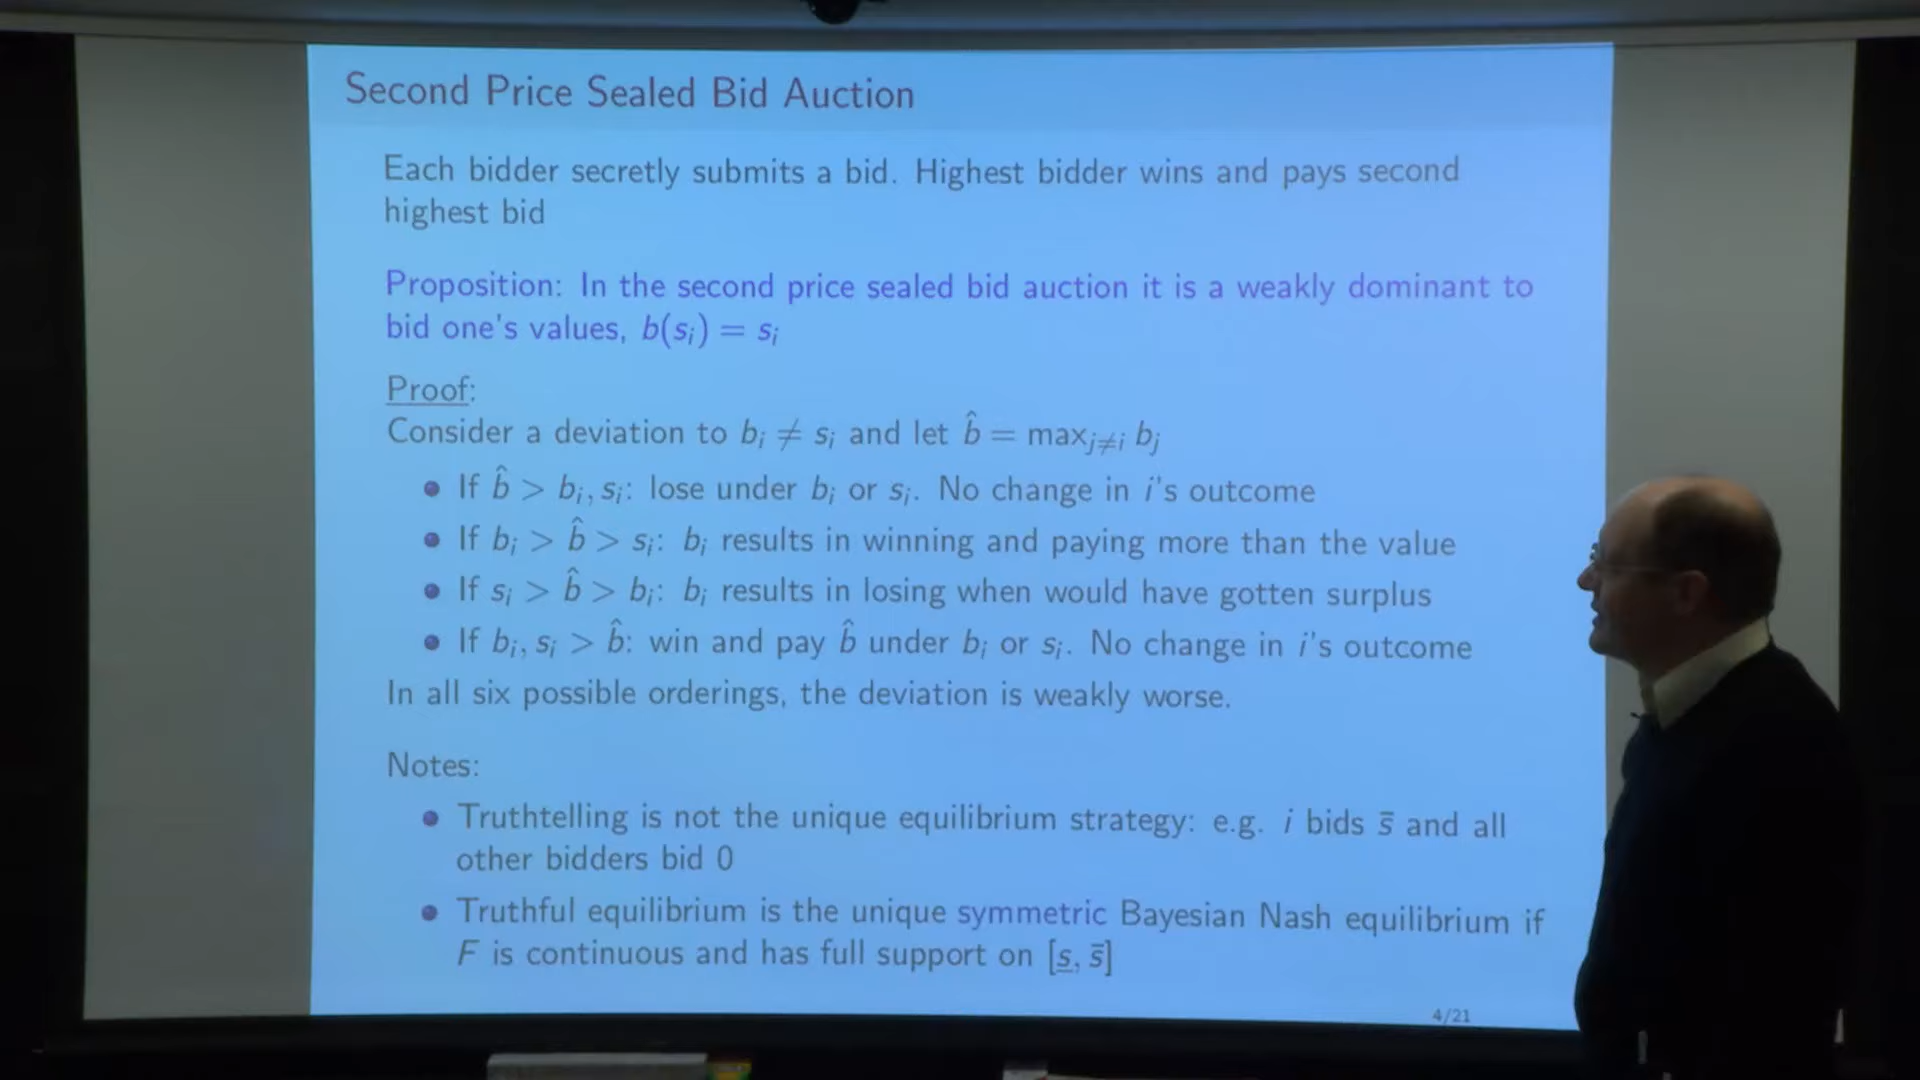 Second Price Sealed Bid Auction
Each bidder secretly submits a bid. Highest bidder wins and pays second
highest bid
Proposition: In the second price sealed bid auction it is a weakly dominant to
bid one's values, b(sᵢ) = sᵢ
Proof:
Consider a deviation to bᵢ ≠ sᵢ and let b̂ = maxⱼ≠ᵢ bⱼ
• If b̂ > bᵢ, sᵢ: lose under bᵢ or sᵢ. No change in i's outcome
• If bᵢ > b̂ > sᵢ: bᵢ results in winning and paying more than the value
• If sᵢ > b̂ > bᵢ: bᵢ results in losing when would have gotten surplus
• If bᵢ, sᵢ > b̂: win and pay b̂ under bᵢ or sᵢ. No change in i's outcome
In all six possible orderings, the deviation is weakly worse.
Notes:
• Truthtelling is not the unique equilibrium strategy: e.g. i bids s̄ and all
other bidders bid 0
• Truthful equilibrium is the unique symmetric Bayesian Nash equilibrium if
F is continuous and has full support on [s̲, s̄]
4/21